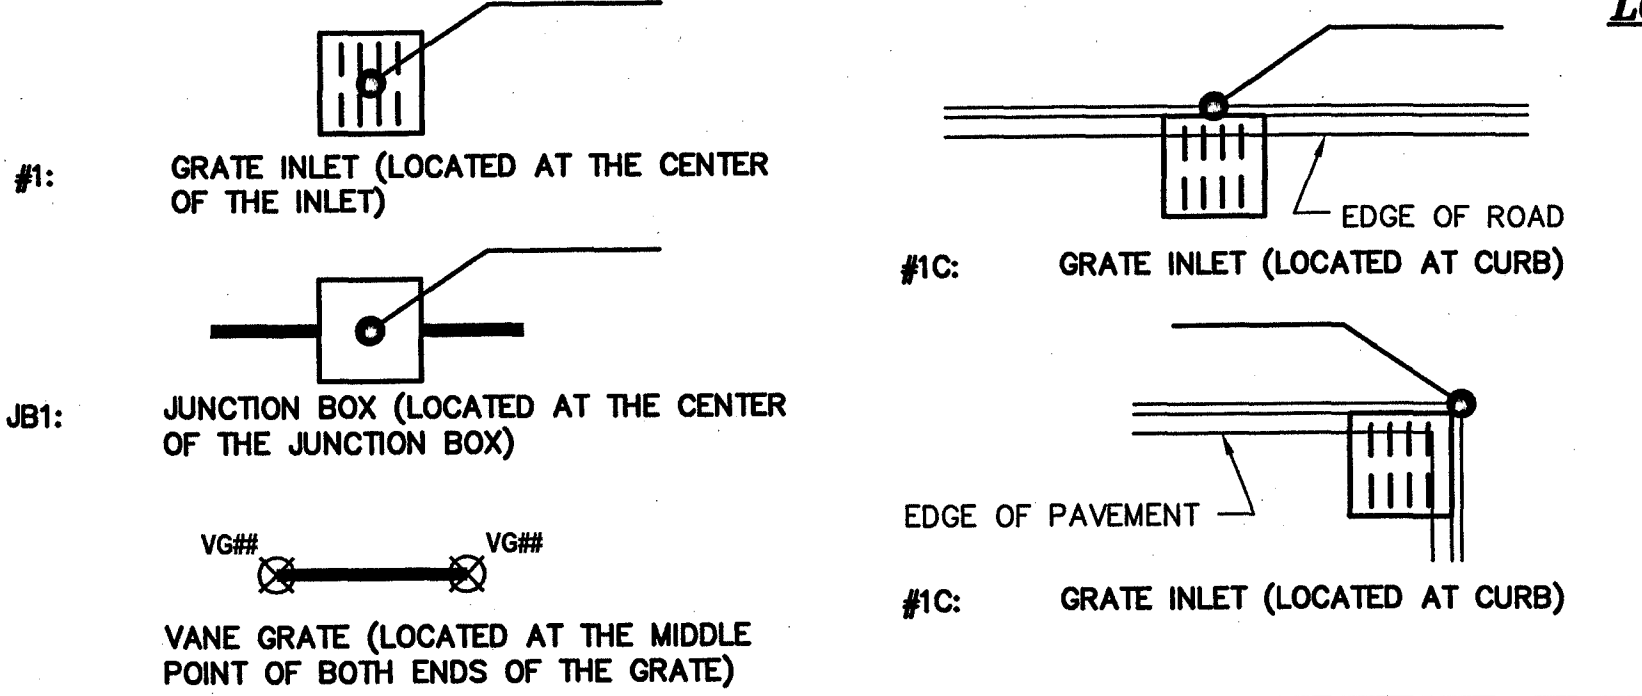 #1:
GRATE INLET (LOCATED AT THE CENTER
OF THE INLET)
JB1:
JUNCTION BOX (LOCATED AT THE CENTER
OF THE JUNCTION BOX)
VG##
VG##
VANE GRATE (LOCATED AT THE MIDDLE
POINT OF BOTH ENDS OF THE GRATE)
EDGE OF ROAD
#1C:
GRATE INLET (LOCATED AT CURB)
EDGE OF PAVEMENT
#1C:
GRATE INLET (LOCATED AT CURB)